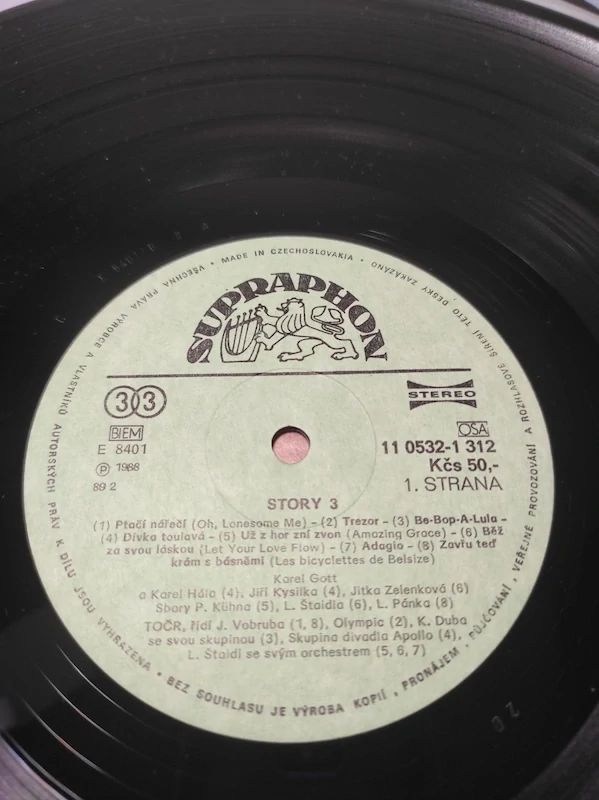 • MADE IN CZECHOSLOVAKIA •
VŠECHNA PRÁVA VÝROBCE A VLASTNÍKŮ AUTORSKÝCH PRÁV K DÍLU JSOU VYHRAZENA • BEZ SOUHLASU JE VÝROBA KOPIÍ, PRONÁJEM, PŮJČOVÁNÍ, VEŘEJNÉ PROVOZOVÁNÍ A ROZHLASOVÉ ŠÍŘENÍ TÉTO DESKY ZAKÁZÁNO
SUPRAPHON
33
STEREO
BIEM
OSA
E 8401
11 0532-1 312
Ⓟ 1988
Kčs 50,-
89 2
1. STRANA
STORY 3
(1) Ptačí nářečí (Oh, Lonesome Me) – (2) Trezor – (3) Be-Bop-A-Lula –
(4) Dívka toulavá – (5) Už z hor zní zvon (Amazing Grace) – (6) Běž
za svou láskou (Let Your Love Flow) – (7) Adagio – (8) Zavřu teď
krám s básněmi (Les bicyclettes de Belsize)
Karel Gott
a Karel Hála (4), Jiří Kysilka (4), Jitka Zelenková (6)
Sbory P. Kühna (5), L. Štaidla (6), L. Pánka (8)
TOČR, řídí J. Vobruba (1, 8), Olympic (2), K. Duba
se svou skupinou (3), Skupina divadla Apollo (4),
L. Štaidl se svým orchestrem (5, 6, 7)